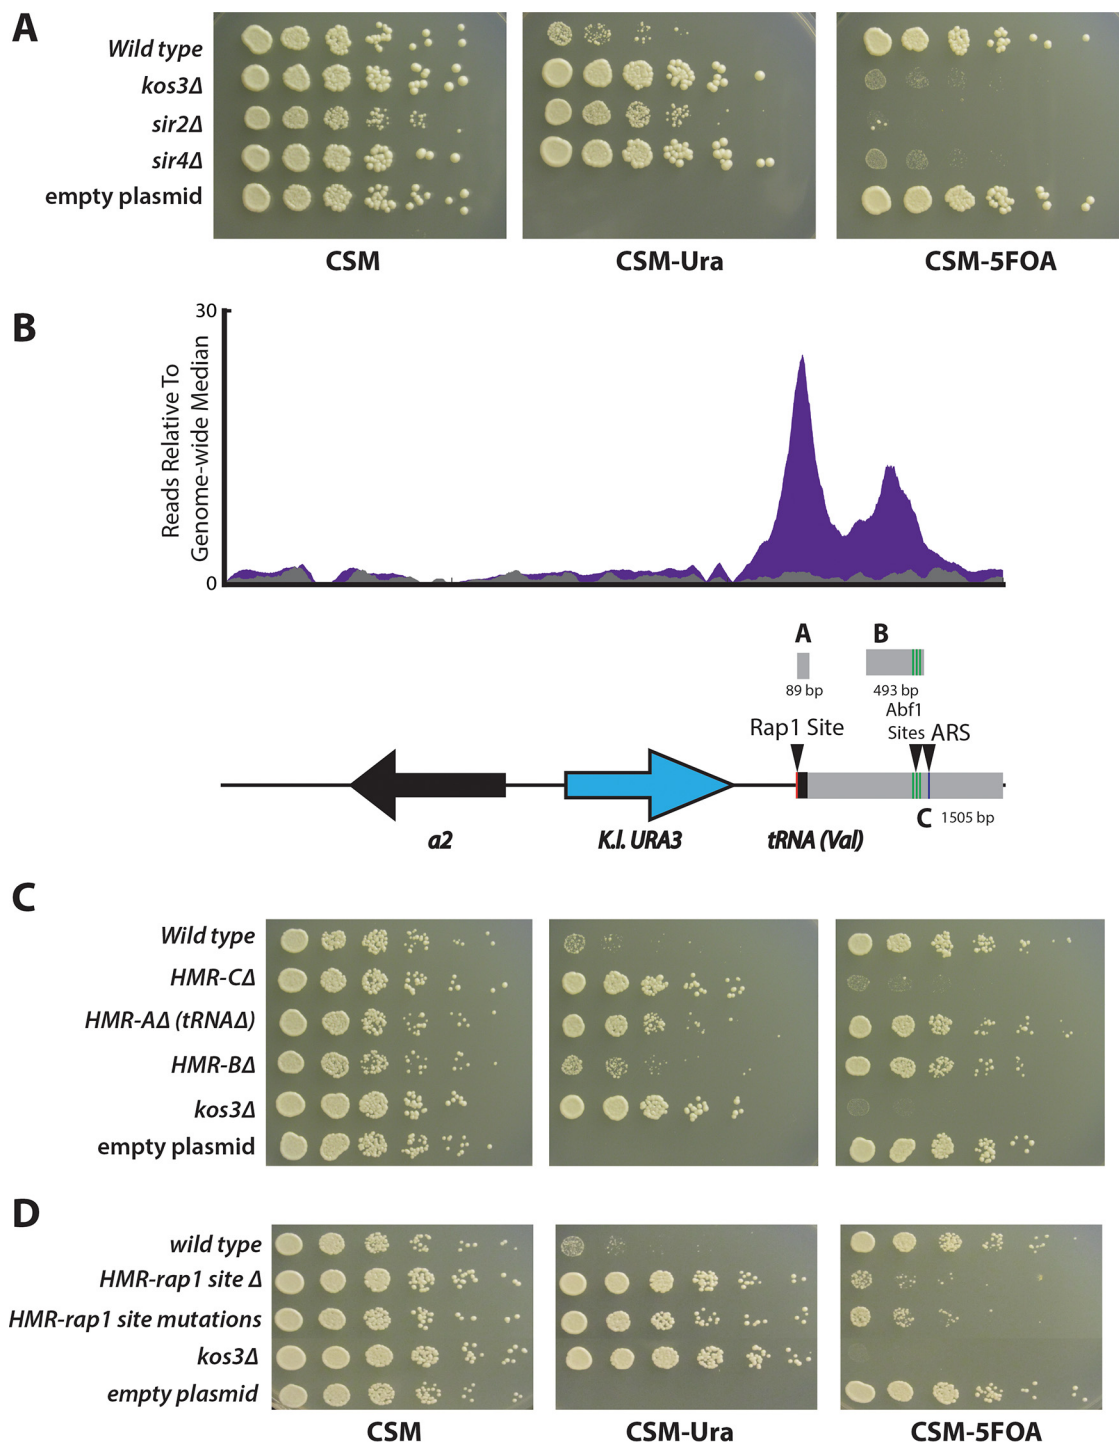 A
Wild type
kos3Δ
sir2Δ
sir4Δ
empty plasmid
CSM
CSM-Ura
CSM-5FOA
B
Reads Relative To
Genome-wide Median
30
0
A
B
89 bp
493 bp
Rap1 Site
Abf1
Sites
ARS
C
1505 bp
a2
K.l. URA3
tRNA (Val)
C
Wild type
HMR-CΔ
HMR-AΔ (tRNAΔ)
HMR-BΔ
kos3Δ
empty plasmid
D
wild type
HMR-rap1 site Δ
HMR-rap1 site mutations
kos3Δ
empty plasmid
CSM
CSM-Ura
CSM-5FOA